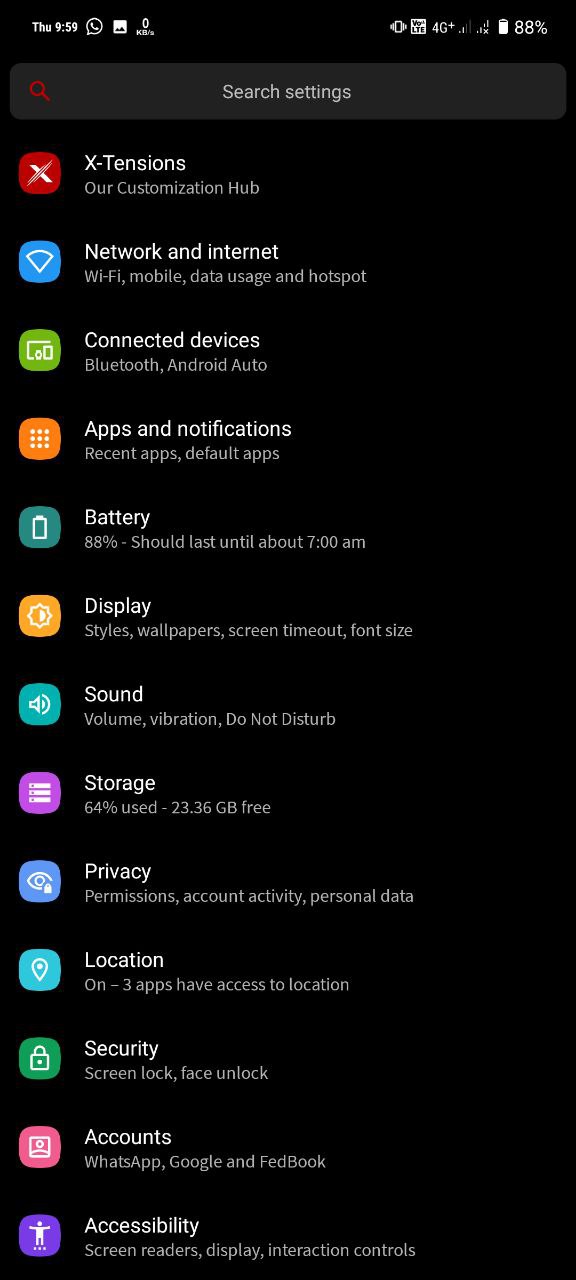 Thu 9:59 0 KB/s VoLTE 4G+ 88%
Search settings
X-Tensions
Our Customization Hub
Network and internet
Wi-Fi, mobile, data usage and hotspot
Connected devices
Bluetooth, Android Auto
Apps and notifications
Recent apps, default apps
Battery
88% - Should last until about 7:00 am
Display
Styles, wallpapers, screen timeout, font size
Sound
Volume, vibration, Do Not Disturb
Storage
64% used - 23.36 GB free
Privacy
Permissions, account activity, personal data
Location
On – 3 apps have access to location
Security
Screen lock, face unlock
Accounts
WhatsApp, Google and FedBook
Accessibility
Screen readers, display, interaction controls